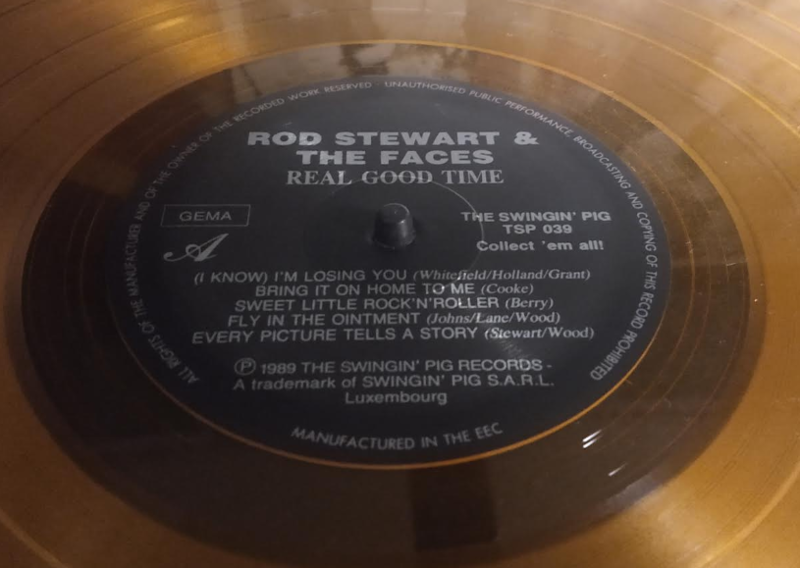 ALL RIGHTS OF THE MANUFACTURER AND OF THE OWNER OF THE RECORDED WORK RESERVED - UNAUTHORISED PUBLIC PERFORMANCE, BROADCASTING AND COPYING OF THIS RECORD PROHIBITED
ROD STEWART &
THE FACES
REAL GOOD TIME
GEMA
A
THE SWINGIN' PIG
TSP 039
Collect 'em all!
(I KNOW) I'M LOSING YOU (Whitefield/Holland/Grant)
BRING IT ON HOME TO ME (Cooke)
SWEET LITTLE ROCK'N'ROLLER (Berry)
FLY IN THE OINTMENT (Johns/Lane/Wood)
EVERY PICTURE TELLS A STORY (Stewart/Wood)
Ⓟ 1989 THE SWINGIN' PIG RECORDS -
A trademark of SWINGIN' PIG S.A.R.L.
Luxembourg
MANUFACTURED IN THE EEC